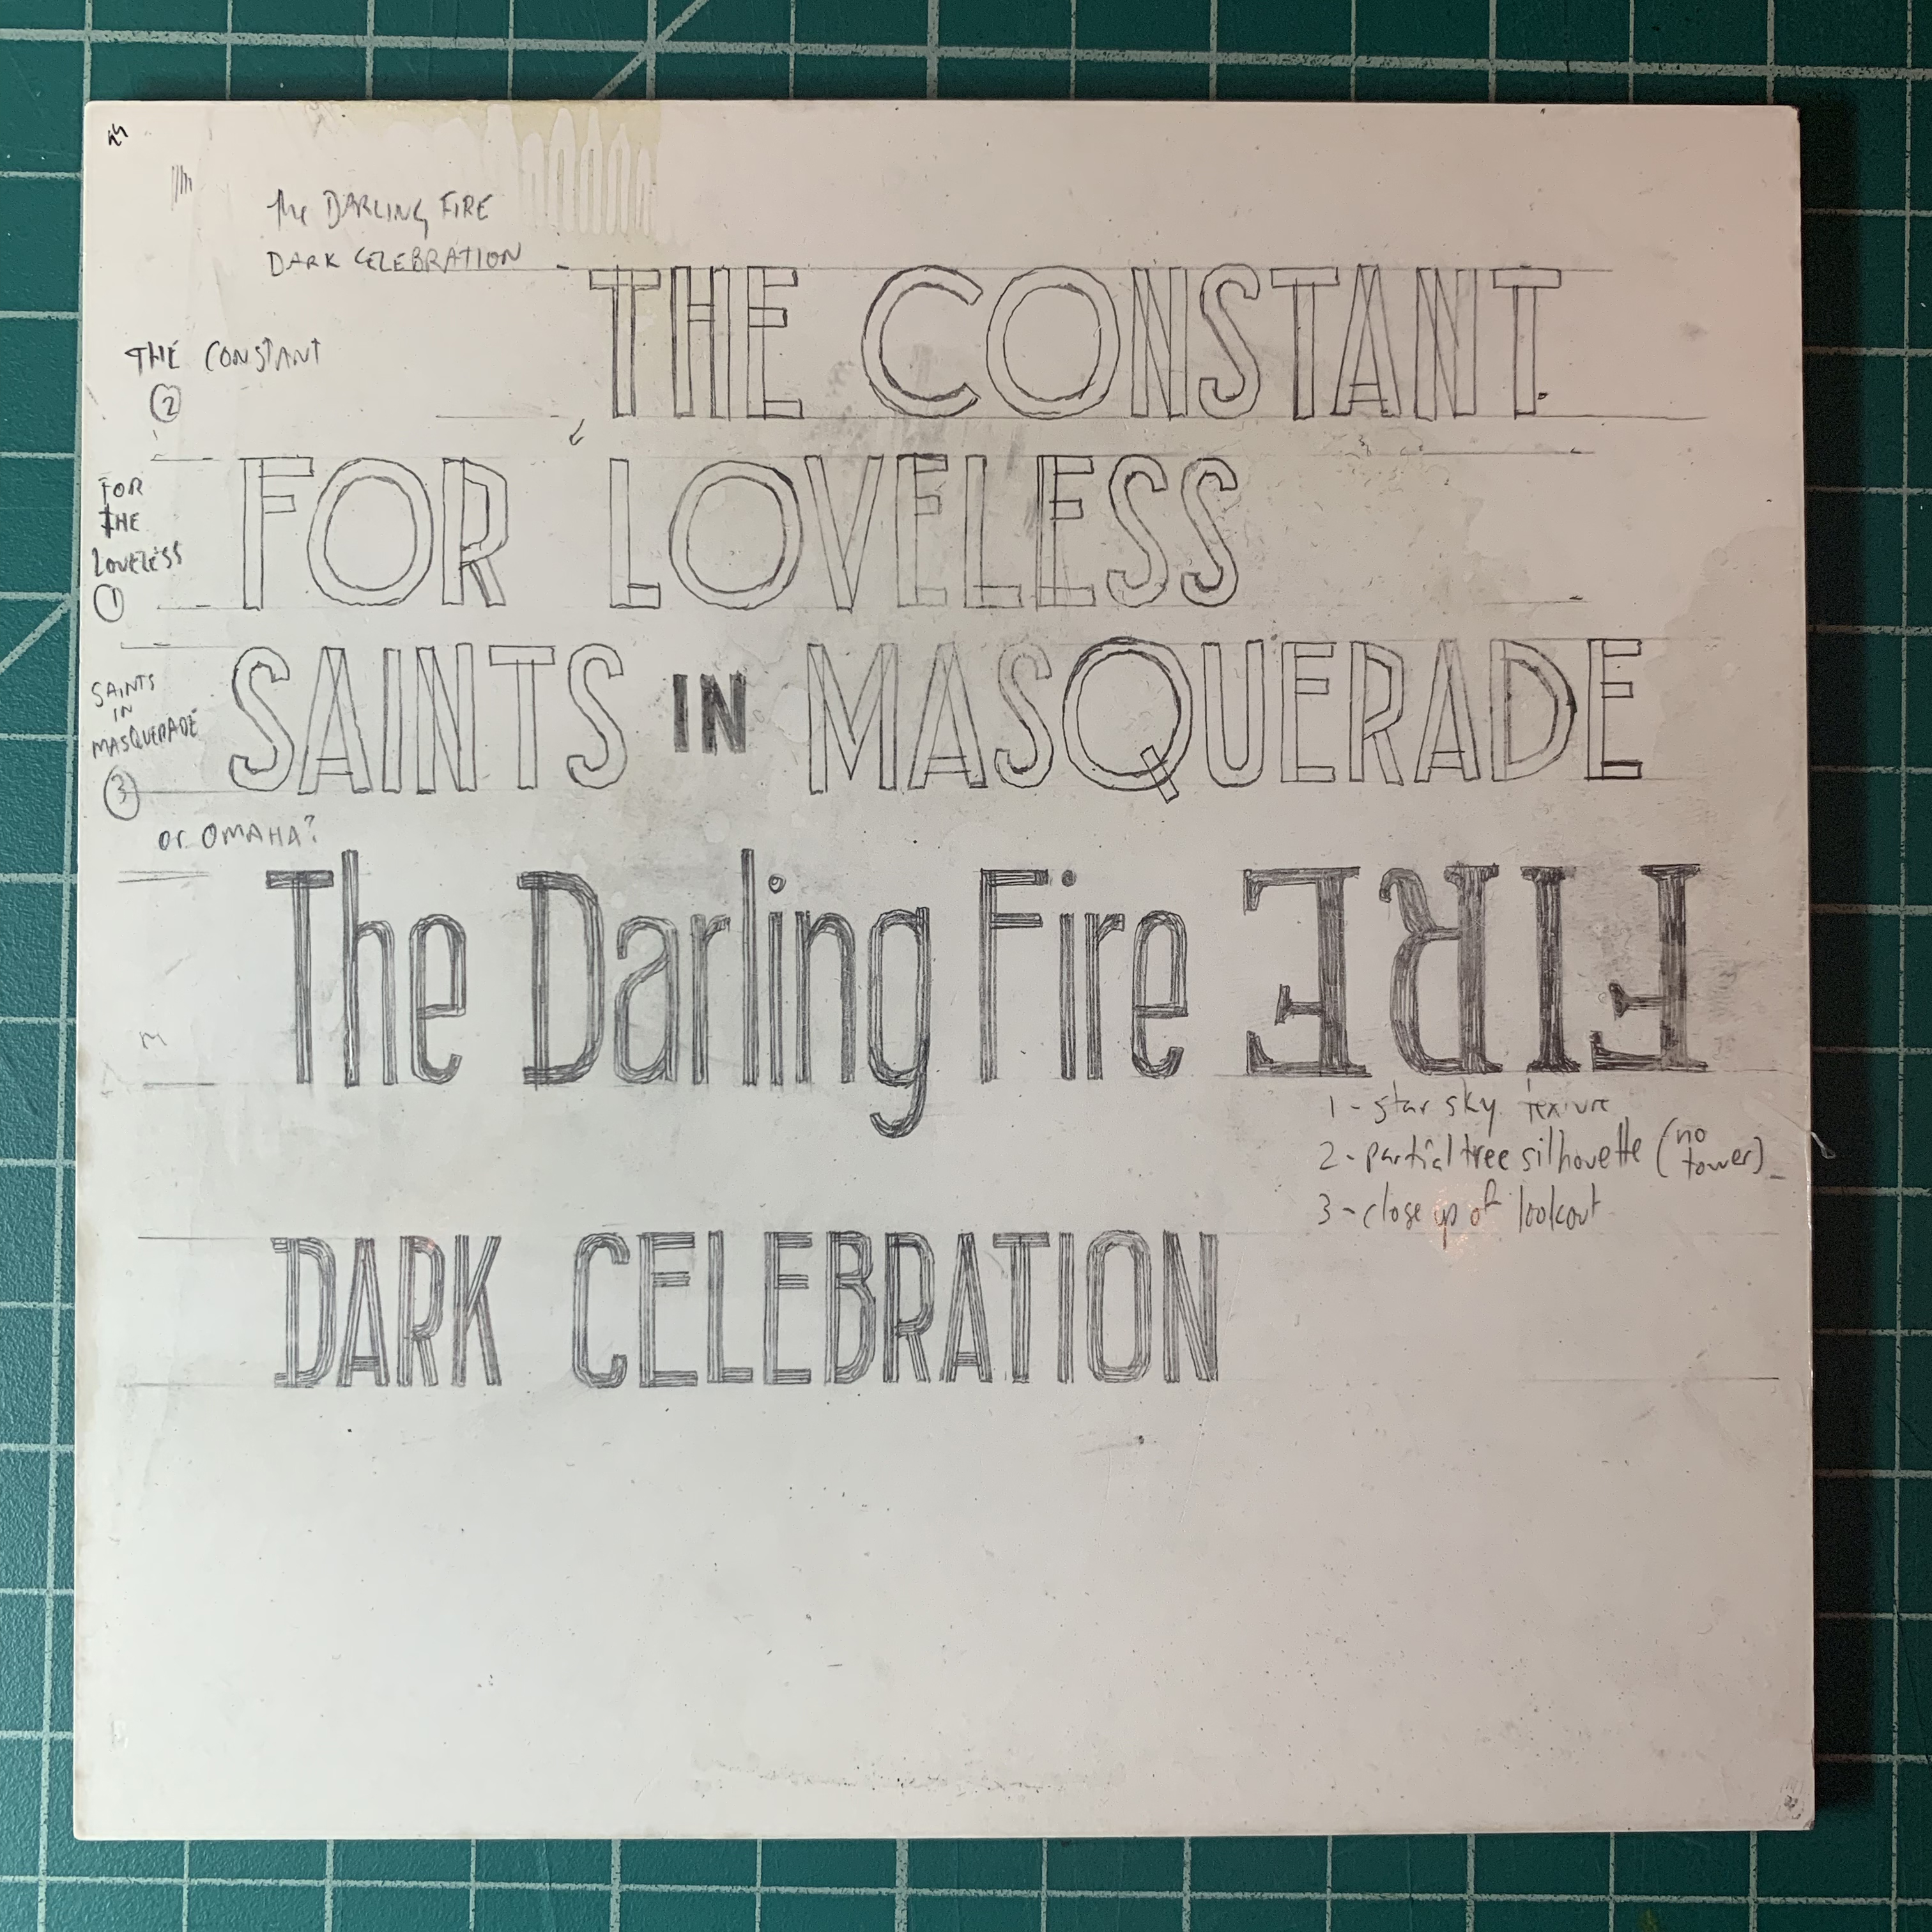 the DARLING FIRE
DARK CELEBRATION
THE CONSTANT
THE CONSTANT
2
FOR LOVELESS
FOR
THE
LOVELESS
1
SAINTS IN MASQUERADE
SAINTS
IN
MASQUERADE
3
or OMAHA?
The Darling Fire FIRE
1 - star sky texture
2 - partial tree silhouette (no tower)
3 - close up of lookout
DARK CELEBRATION